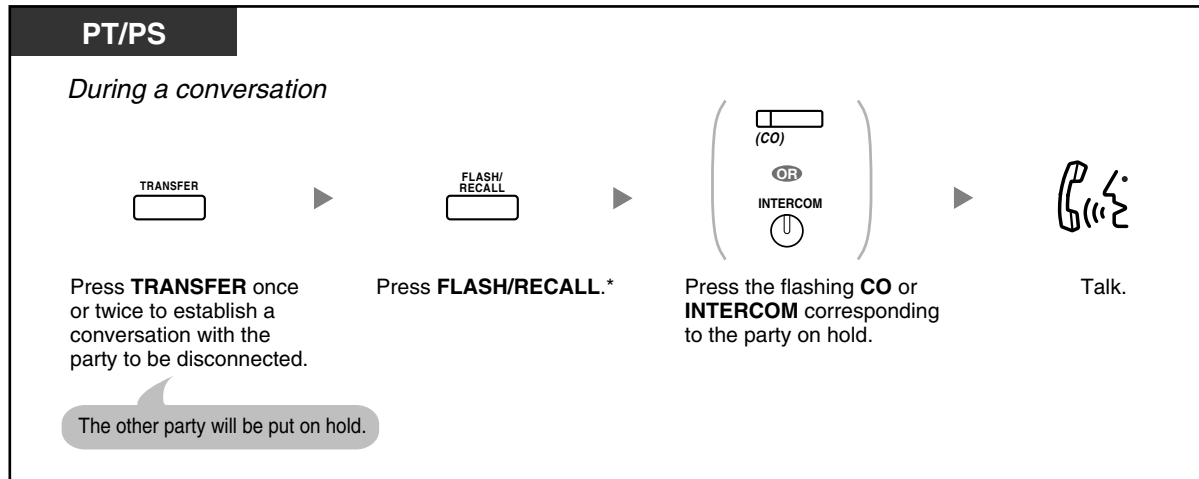 PT/PS
During a conversation
TRANSFER
FLASH/
RECALL
(CO)
OR
INTERCOM
Press TRANSFER once
or twice to establish a
conversation with the
party to be disconnected.
The other party will be put on hold.
Press FLASH/RECALL.*
Press the flashing CO or
INTERCOM corresponding
to the party on hold.
Talk.